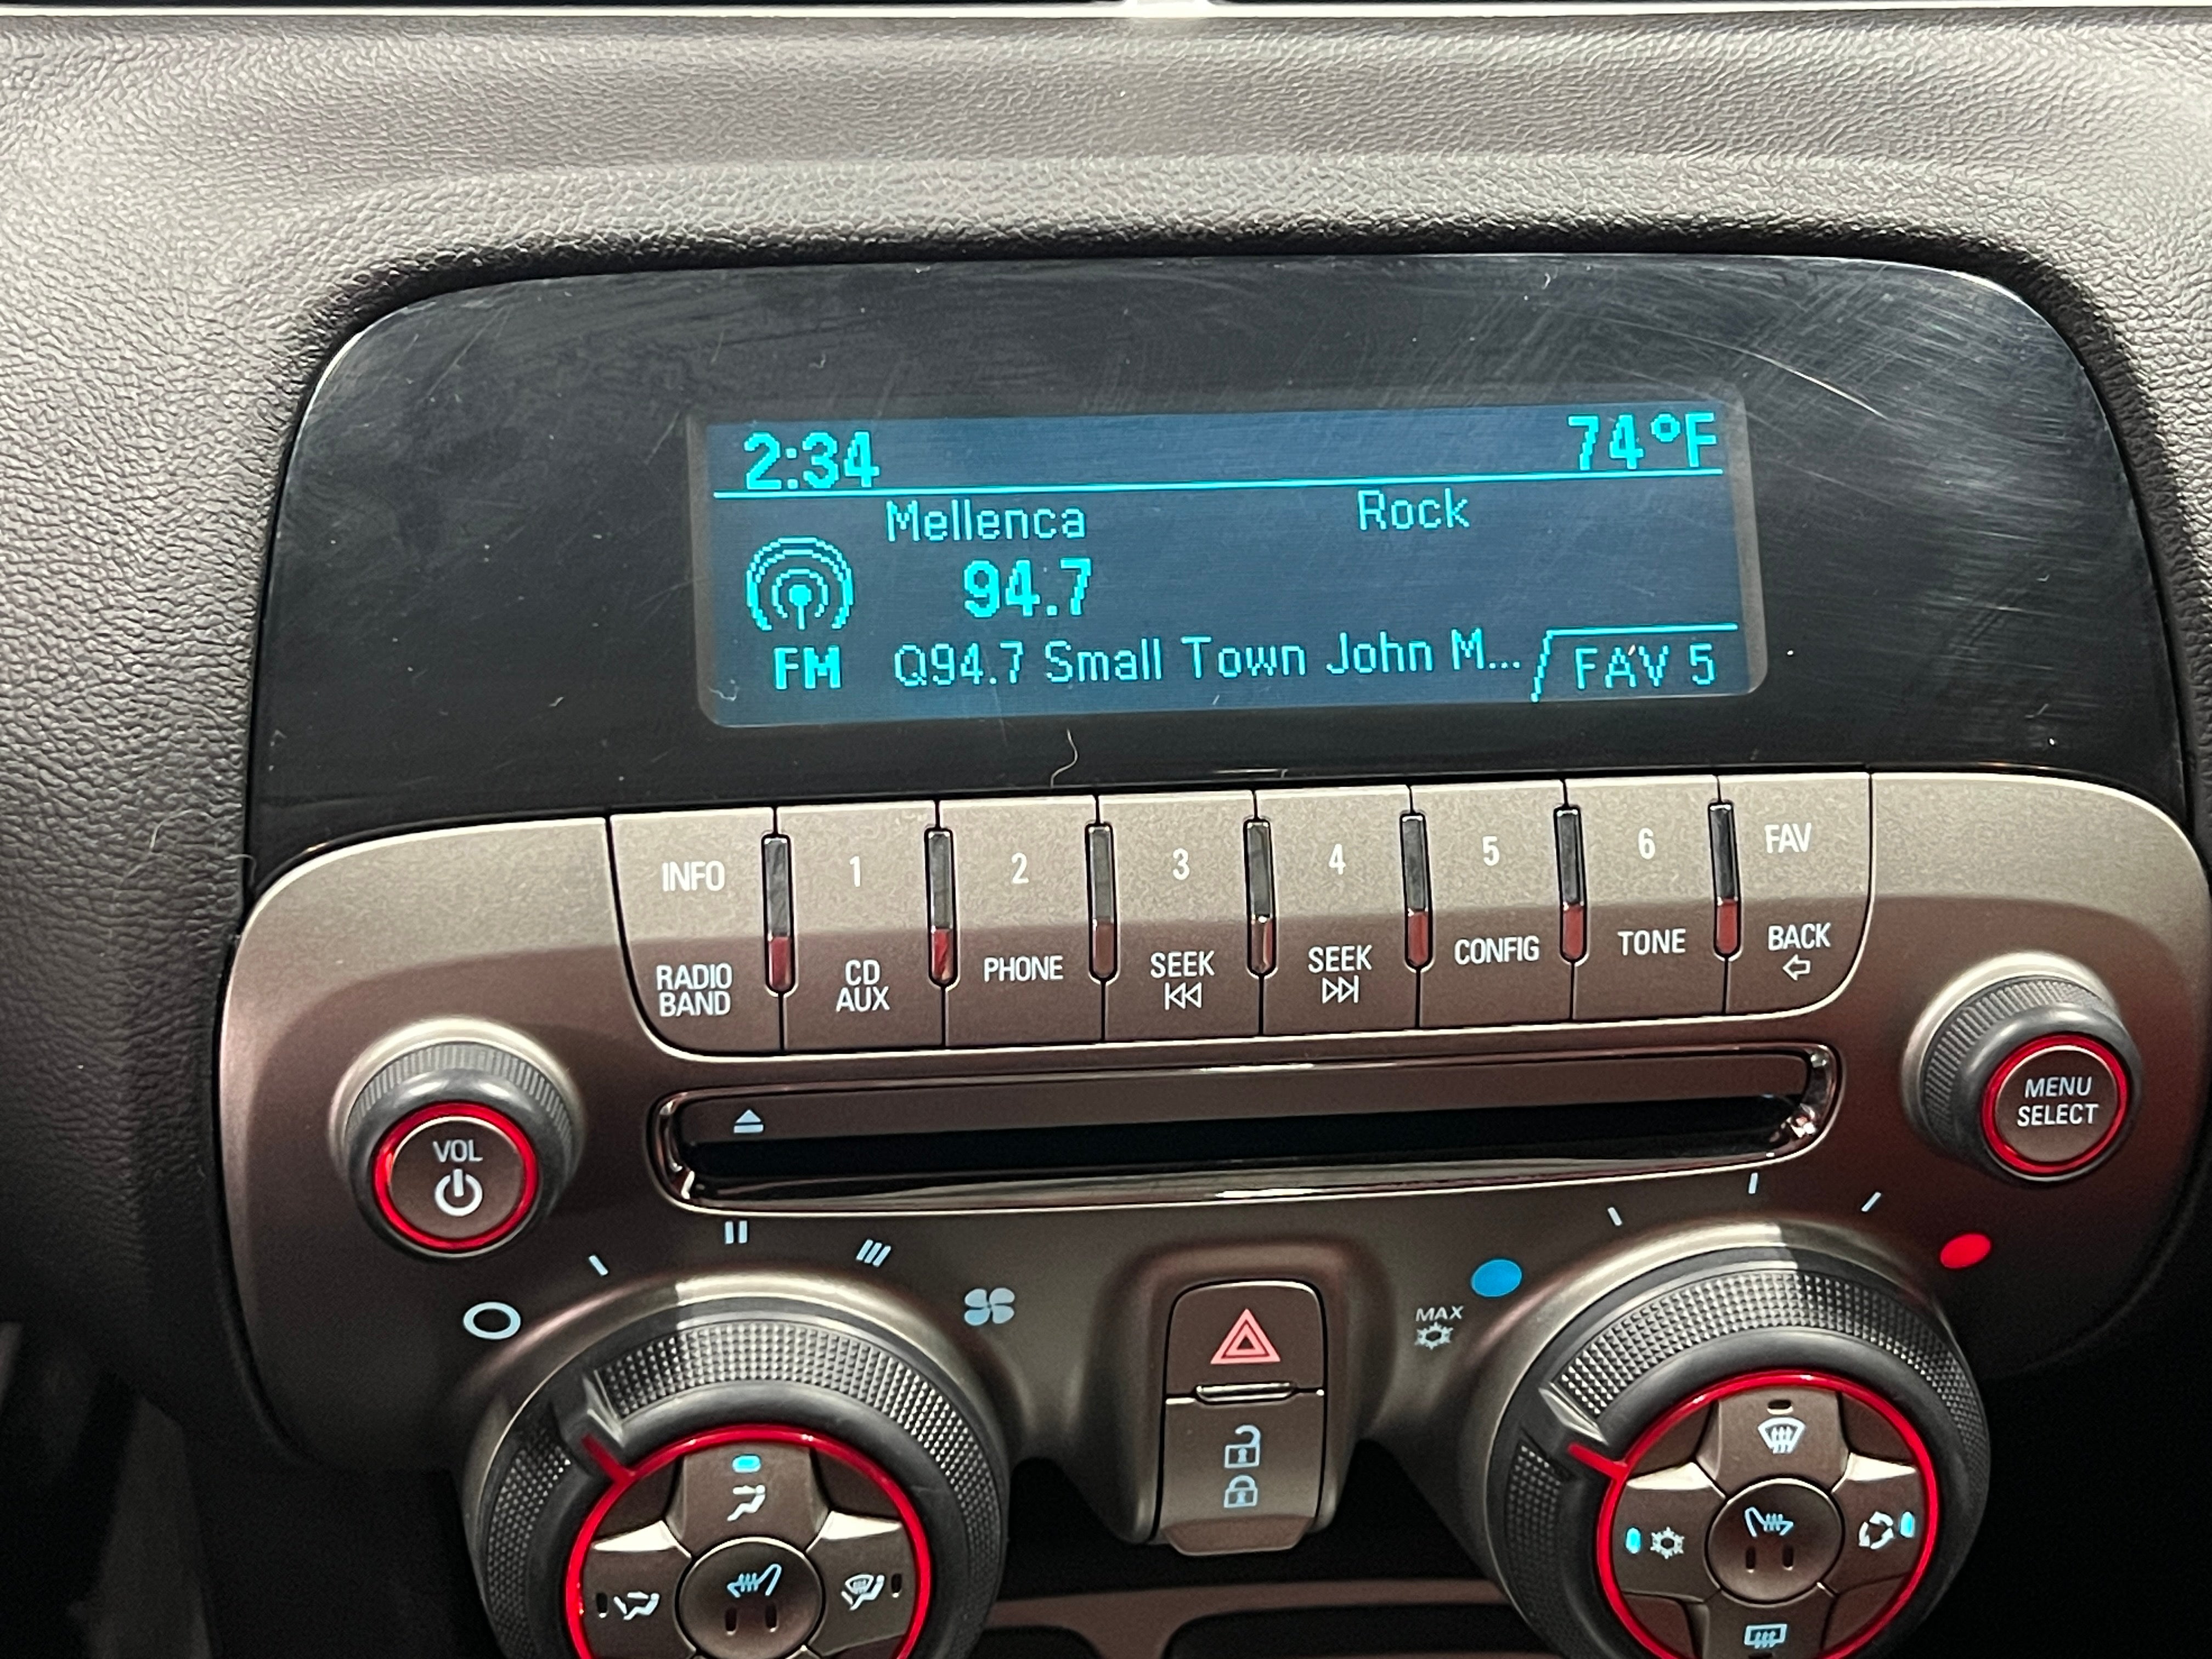 2:34 74°F
Mellenca Rock
94.7
FM Q94.7 Small Town John M... FAV 5
INFO 1 2 3 4 5 6 FAV
RADIO BAND CD AUX PHONE SEEK SEEK CONFIG TONE BACK
VOL
MENU
SELECT
MAX